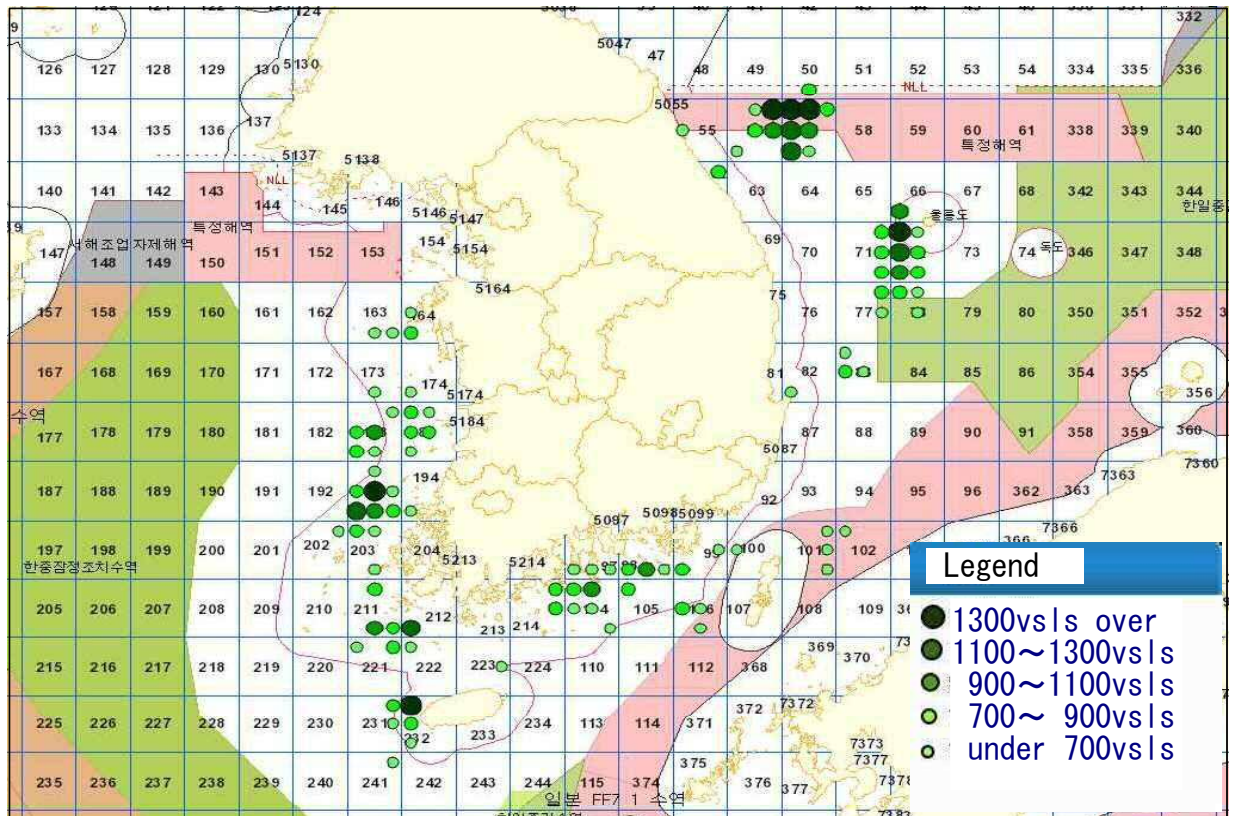 124
5047
47
332
126 127 128 129 130 5130 48 49 50 51 52 53 54 334 335 336
NLL
133 134 135 136 137 5055 55 58 59 60 61 338 339 340
특정해역
5137 5138
140 141 142 143 NLL 144 145 146 5146 5147 63 64 65 66 67 68 342 343 344
울릉도
한일중
서해조업자제해역
특정해역
147 148 149 150 151 152 153 154 5154 69 70 71 73 74 독도 346 347 348
5164 75
157 158 159 160 161 162 163 164 76 77 79 80 350 351 352
167 168 169 170 171 172 173 174 5174 81 82 84 85 86 354 355 356
수역
177 178 179 180 181 182 5184 87 88 89 90 91 358 359 360
5087
7360
7363
187 188 189 190 191 192 194 92 93 94 95 96 362 363
5097 5098 5099
7366
366
197 198 199 200 201 202 203 204 5213 5214 100 101 102
한중잠정조치수역
205 206 207 208 209 210 211 212 213 214 105 106 107 108 109
369 370
215 216 217 218 219 220 221 222 223 224 110 111 112 368
225 226 227 228 229 230 231 232 233 234 113 114 371 372 7372
7373
7377
375
235 236 237 238 239 240 241 242 243 244 115 374 376 377 7378
일본 FF7 1 수역
Legend
1300vsls over
1100～1300vsls
900～1100vsls
700～ 900vsls
under 700vsls